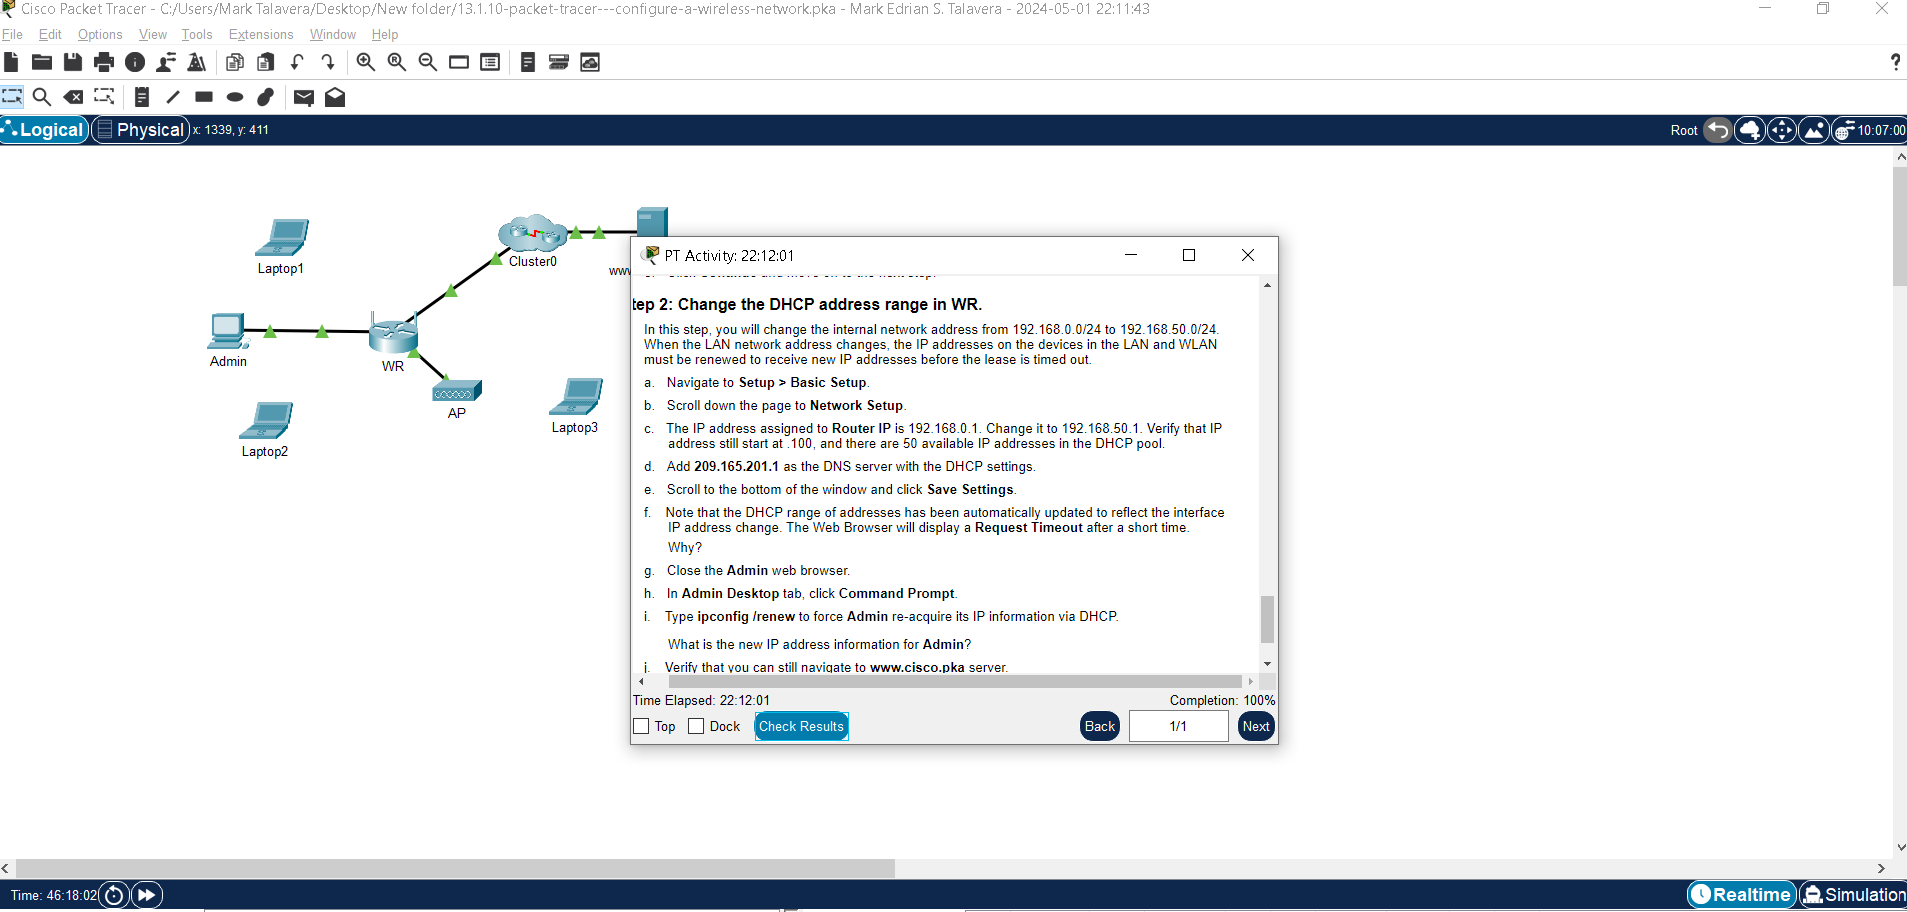 Cisco Packet Tracer - C:/Users/Mark Talavera/Desktop/New folder/13.1.10-packet-tracer---configure-a-wireless-network.pka - Mark Edrian S. Talavera - 2024-05-01 22:11:43
File Edit Options View Tools Extensions Window Help
?
Logical Physical x: 1339, y: 411 Root 10:07:00
Laptop1
Cluster0
www
Admin
WR
AP
Laptop3
Laptop2
PT Activity: 22:12:01
tep 2: Change the DHCP address range in WR.
In this step, you will change the internal network address from 192.168.0.0/24 to 192.168.50.0/24.
When the LAN network address changes, the IP addresses on the devices in the LAN and WLAN
must be renewed to receive new IP addresses before the lease is timed out.
a. Navigate to Setup > Basic Setup.
b. Scroll down the page to Network Setup.
c. The IP address assigned to Router IP is 192.168.0.1. Change it to 192.168.50.1. Verify that IP
address still start at .100, and there are 50 available IP addresses in the DHCP pool.
d. Add 209.165.201.1 as the DNS server with the DHCP settings.
e. Scroll to the bottom of the window and click Save Settings.
f. Note that the DHCP range of addresses has been automatically updated to reflect the interface
IP address change. The Web Browser will display a Request Timeout after a short time.
Why?
g. Close the Admin web browser.
h. In Admin Desktop tab, click Command Prompt.
i. Type ipconfig /renew to force Admin re-acquire its IP information via DHCP.
What is the new IP address information for Admin?
j. Verify that you can still navigate to www.cisco.pka server.
Time Elapsed: 22:12:01 Completion: 100%
Top Dock Check Results Back 1/1 Next
Time: 46:18:02 Realtime Simulation